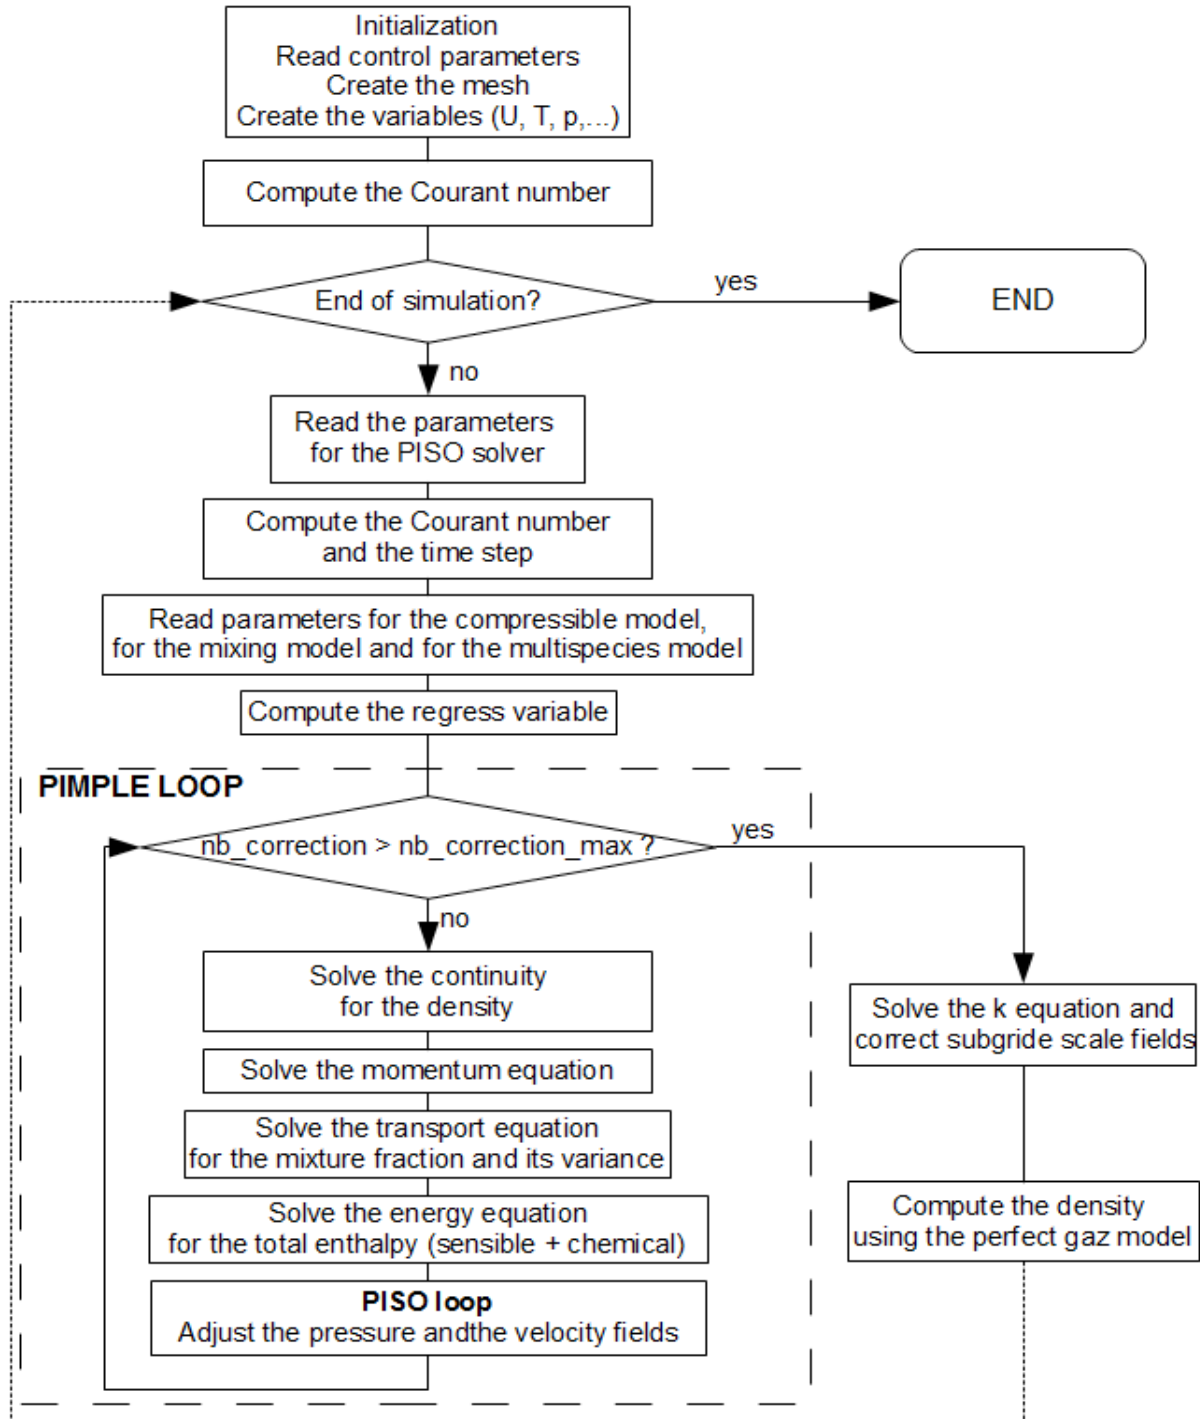 Initialization
Read control parameters
Create the mesh
Create the variables (U, T, p,...)
Compute the Courant number
End of simulation?
yes
END
no
Read the parameters
for the PISO solver
Compute the Courant number
and the time step
Read parameters for the compressible model,
for the mixing model and for the multispecies model
Compute the regress variable
PIMPLE LOOP
nb_correction > nb_correction_max ?
yes
no
Solve the continuity
for the density
Solve the momentum equation
Solve the transport equation
for the mixture fraction and its variance
Solve the energy equation
for the total enthalpy (sensible + chemical)
PISO loop
Adjust the pressure andthe velocity fields
Solve the k equation and
correct subgride scale fields
Compute the density
using the perfect gaz model